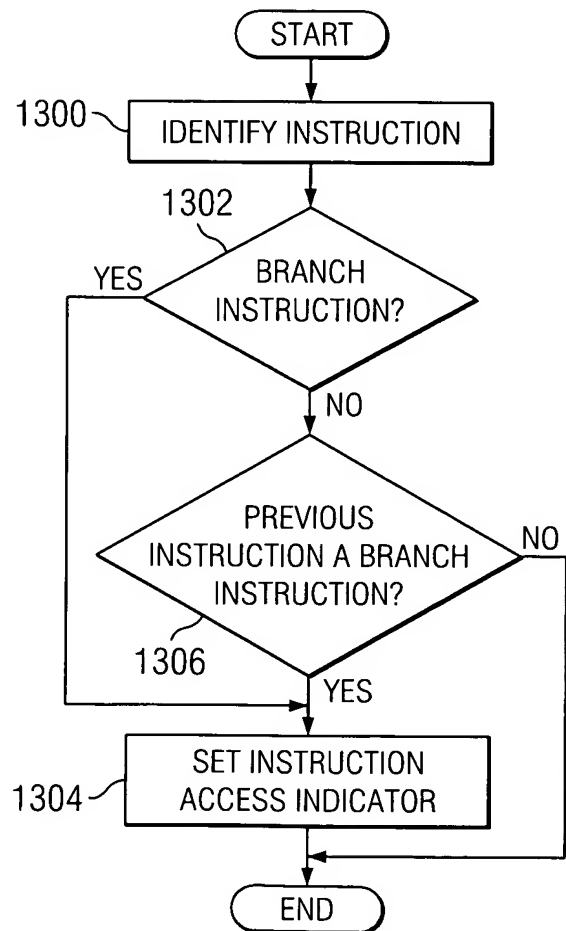 START
1300
IDENTIFY INSTRUCTION
1302
YES
BRANCH
INSTRUCTION?
NO
PREVIOUS
INSTRUCTION A BRANCH
INSTRUCTION?
NO
1306
YES
1304
SET INSTRUCTION
ACCESS INDICATOR
END